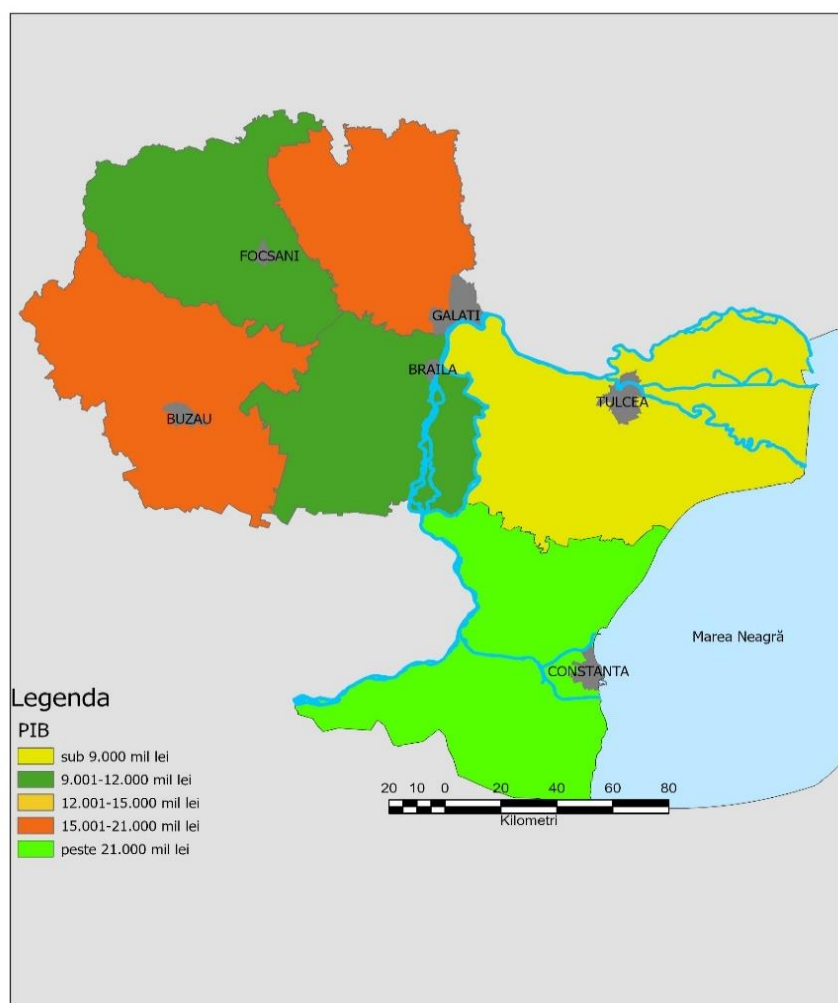 FOCSANI
GALATI
BRAILA
TULCEA
BUZAU
Marea Neagră
CONSTANTA
Legenda
PIB
sub 9.000 mil lei
9.001-12.000 mil lei
12.001-15.000 mil lei
15.001-21.000 mil lei
peste 21.000 mil lei
20 10 0 20 40 60 80
Kilometri